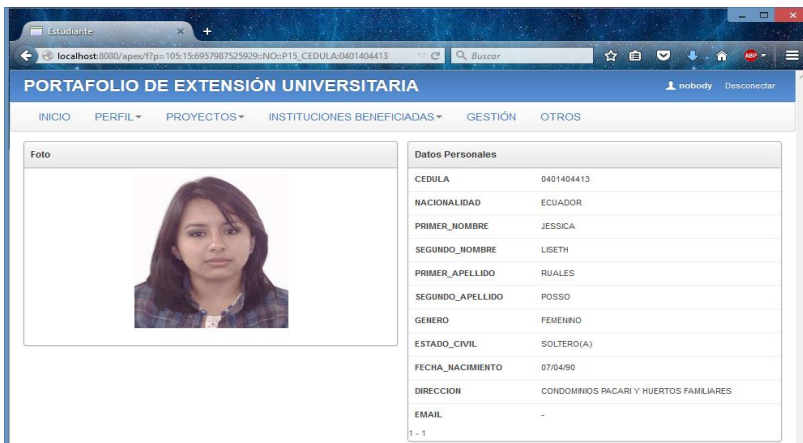 Estudiante
localhost:8080/apex/f?p=105:15:6957987525929::NO::P15_CEDULA:0401404413
Buscar
ABP
PORTAFOLIO DE EXTENSIÓN UNIVERSITARIA
nobody Desconectar
INICIO PERFIL PROYECTOS INSTITUCIONES BENEFICIADAS GESTIÓN OTROS
Foto
Datos Personales
CEDULA 0401404413
NACIONALIDAD ECUADOR
PRIMER_NOMBRE JESSICA
SEGUNDO_NOMBRE LISETH
PRIMER_APELLIDO RUALES
SEGUNDO_APELLIDO POSSO
GENERO FEMENINO
ESTADO_CIVIL SOLTERO(A)
FECHA_NACIMIENTO 07/04/90
DIRECCION CONDOMINIOS PACARI Y HUERTOS FAMILIARES
EMAIL -
1 - 1